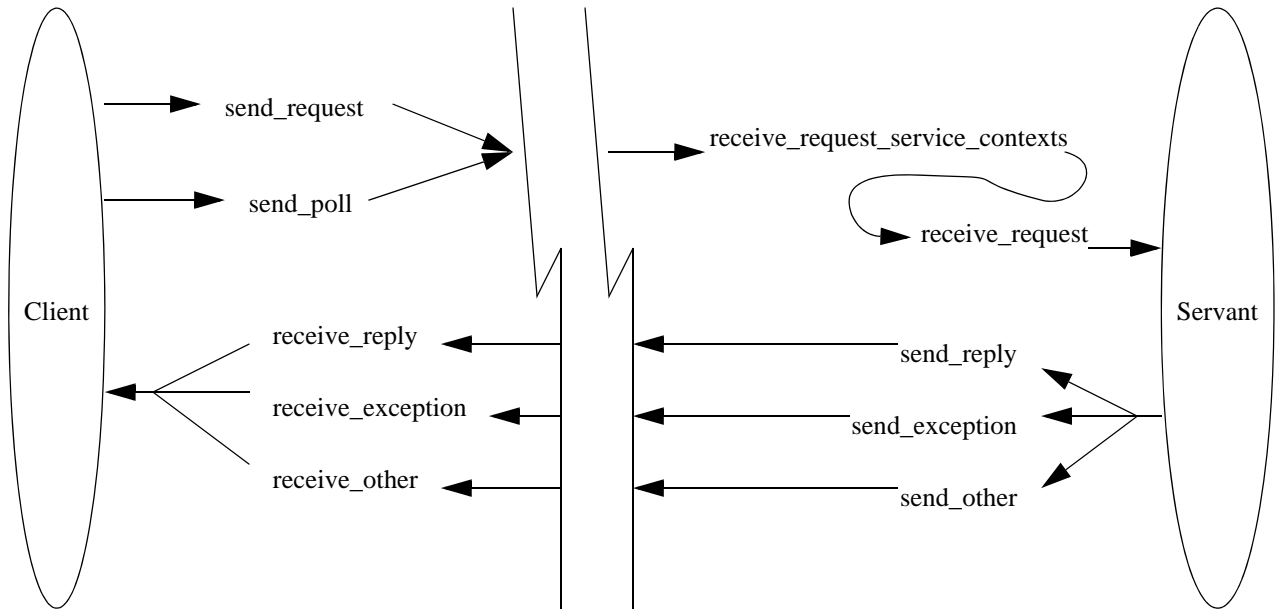 send_request
receive_request_service_contexts
send_poll
receive_request
Client
Servant
receive_reply
send_reply
receive_exception
send_exception
receive_other
send_other